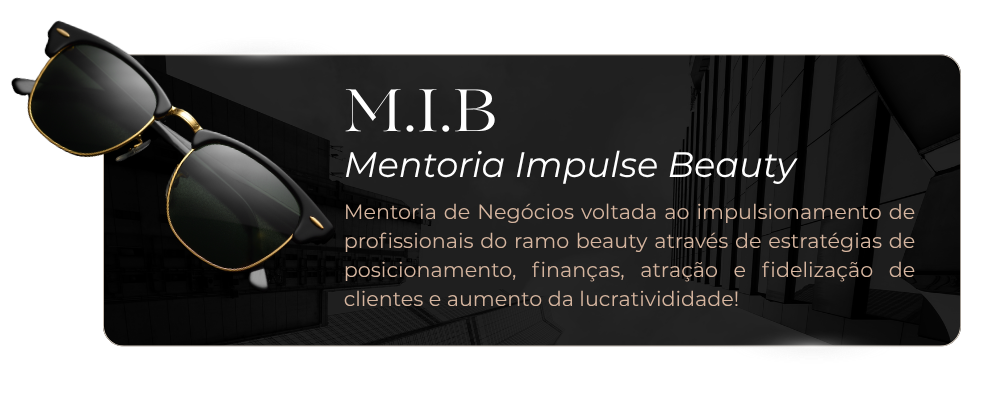 M.I.B
Mentoria Impulse Beauty
Mentoria de Negócios voltada ao impulsionamento de
profissionais do ramo beauty através de estratégias de
posicionamento, finanças, atração e fidelização de
clientes e aumento da lucrativididade!